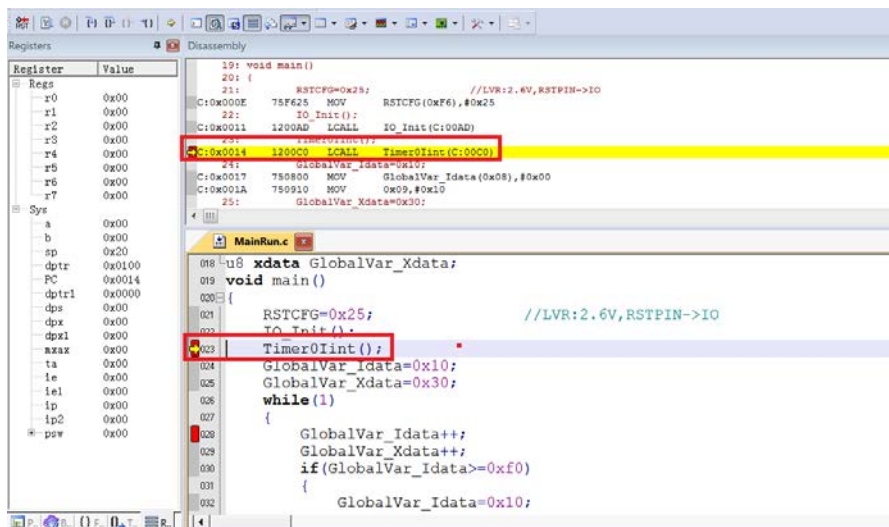 Registers
Register Value
Regs
r0 0x00
r1 0x00
r2 0x00
r3 0x00
r4 0x00
r5 0x00
r6 0x00
r7 0x00
Sys
a 0x00
b 0x00
sp 0x20
dptr 0x0100
PC 0x0014
dptr1 0x0000
dps 0x00
dpx 0x00
dpx1 0x00
mxax 0x00
ta 0x00
ie 0x00
ie1 0x00
ip 0x00
ip2 0x00
psw 0x00
Disassembly
19: void main()
20: {
21: RSTCFG=0x25; //LVR:2.6V,RSTPIN->IO
C:0x000E 75F625 MOV RSTCFG(0xF6),#0x25
22: IO_Init();
C:0x0011 1200AD LCALL IO_Init(C:00AD)
23: Timer0Iint();
C:0x0014 1200C0 LCALL Timer0Iint(C:00C0)
24: GlobalVar_Idata=0x10;
C:0x0017 750800 MOV GlobalVar_Idata(0x08),#0x00
C:0x001A 750910 MOV 0x09,#0x10
25: GlobalVar_Xdata=0x30;
MainRun.c
018 u8 xdata GlobalVar_Xdata;
019 void main()
020 {
021 RSTCFG=0x25; //LVR:2.6V,RSTPIN->IO
022 IO_Init();
023 Timer0Iint();
024 GlobalVar_Idata=0x10;
025 GlobalVar_Xdata=0x30;
026 while(1)
027 {
028 GlobalVar_Idata++;
029 GlobalVar_Xdata++;
030 if(GlobalVar_Idata>=0xf0)
031 {
032 GlobalVar_Idata=0x10;